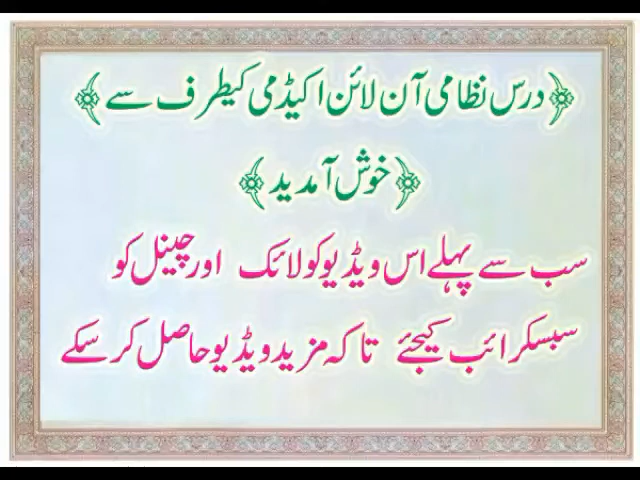 ﴿درس نظامی آن لائن اکیڈمی کیطرف سے﴾
﴿خوش آمدید﴾
سب سے پہلے اس ویڈیو کو لائک اور چینل کو
سبسکرائب کیجئے تاکہ مزید ویڈیو حاصل کر سکے